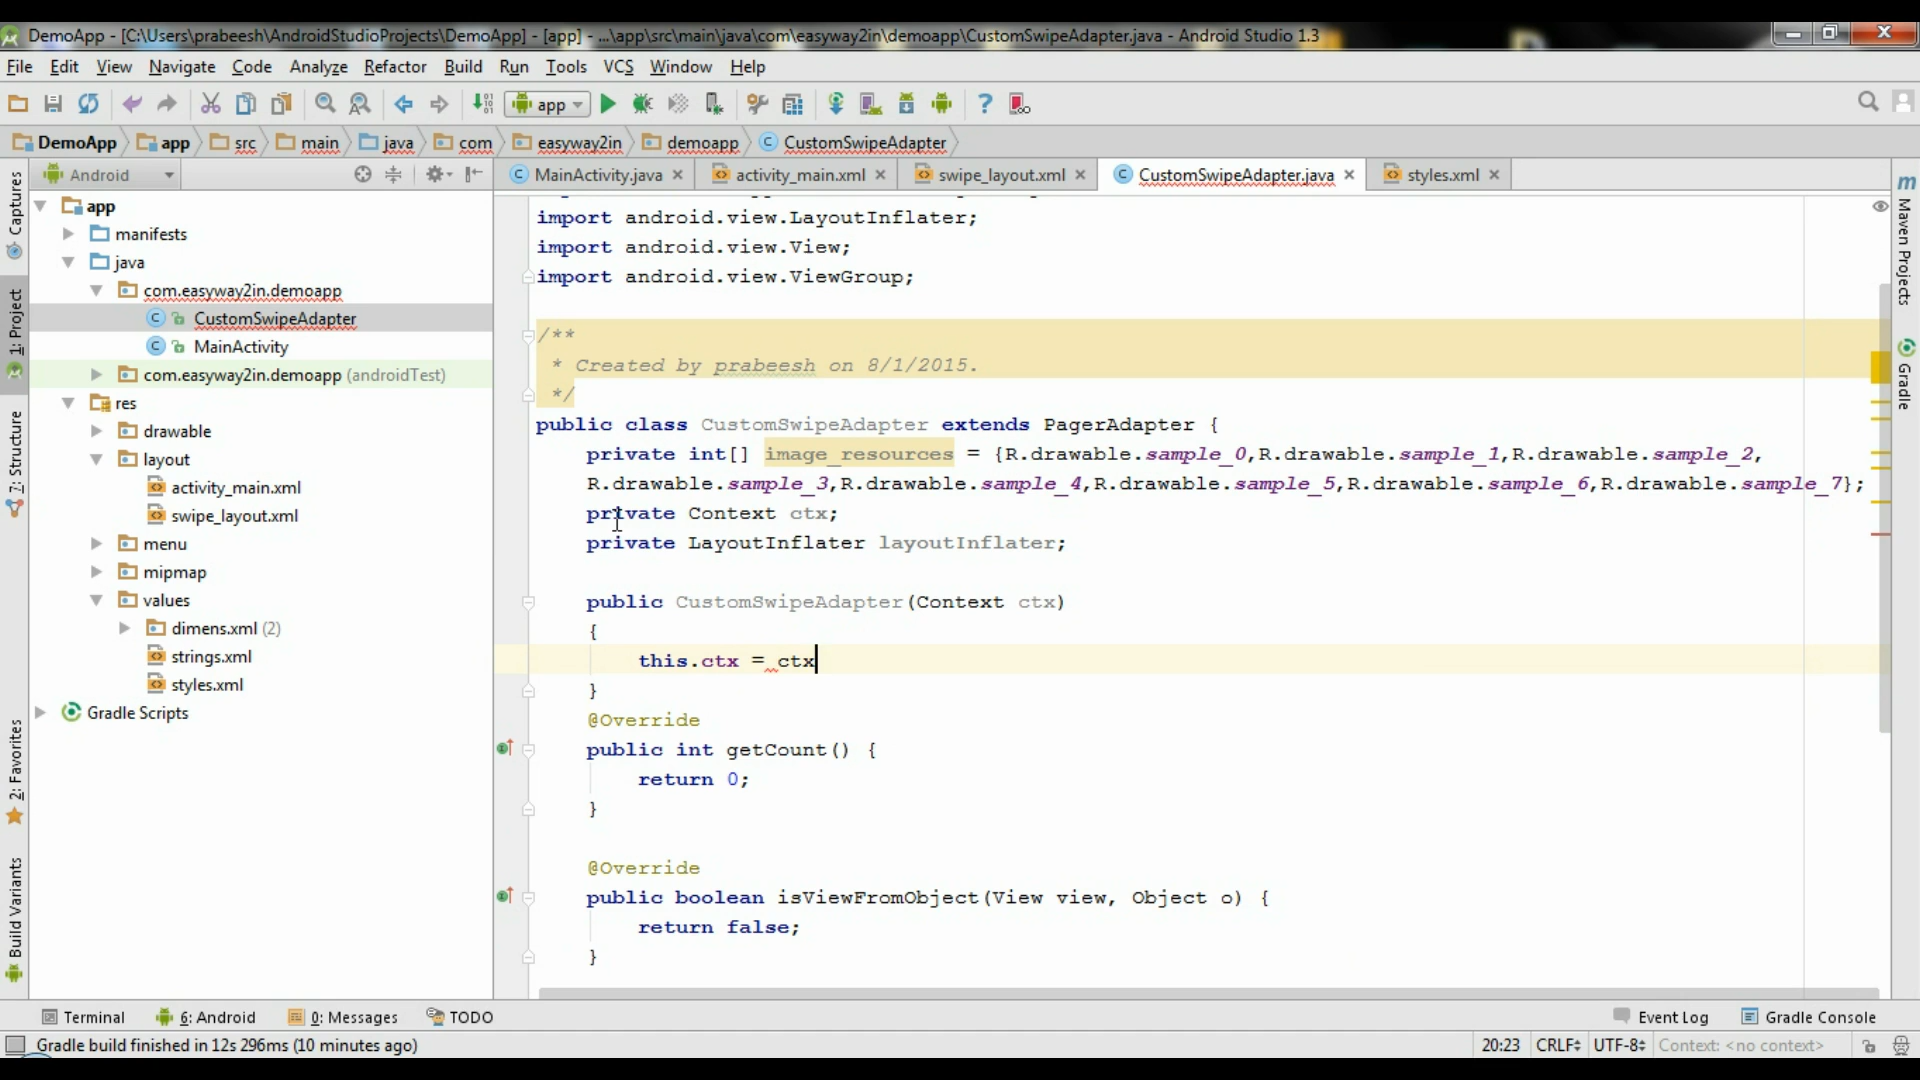 DemoApp - [C:\Users\prabeesh\AndroidStudioProjects\DemoApp] - [app] - ...\app\src\main\java\com\easyway2in\demoapp\CustomSwipeAdapter.java - Android Studio 1.3
File Edit View Navigate Code Analyze Refactor Build Run Tools VCS Window Help
app
DemoApp app src main java com easyway2in demoapp CustomSwipeAdapter
Android
MainActivity.java activity_main.xml swipe_layout.xml CustomSwipeAdapter.java styles.xml
Captures
1: Project
7: Structure
2: Favorites
Build Variants
app
manifests
java
com.easyway2in.demoapp
CustomSwipeAdapter
MainActivity
com.easyway2in.demoapp (androidTest)
res
drawable
layout
activity_main.xml
swipe_layout.xml
menu
mipmap
values
dimens.xml (2)
strings.xml
styles.xml
Gradle Scripts
import android.view.LayoutInflater;
import android.view.View;
import android.view.ViewGroup;
/**
* Created by prabeesh on 8/1/2015.
*/
public class CustomSwipeAdapter extends PagerAdapter {
private int[] image_resources = {R.drawable.sample_0,R.drawable.sample_1,R.drawable.sample_2,
R.drawable.sample_3,R.drawable.sample_4,R.drawable.sample_5,R.drawable.sample_6,R.drawable.sample_7};
private Context ctx;
private LayoutInflater layoutInflater;
public CustomSwipeAdapter(Context ctx)
{
this.ctx = ctx
}
@Override
public int getCount() {
return 0;
}
@Override
public boolean isViewFromObject(View view, Object o) {
return false;
}
m
Maven Projects
Gradle
Terminal 6: Android 0: Messages TODO Event Log Gradle Console
Gradle build finished in 12s 296ms (10 minutes ago) 20:23 CRLF UTF-8 Context: <no context>